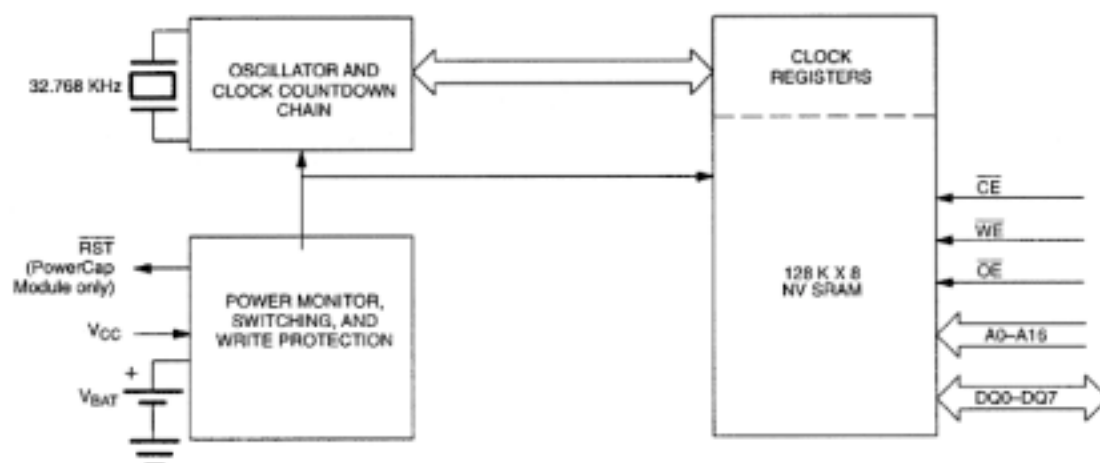 32.768 KHz
OSCILLATOR AND
CLOCK COUNTDOWN
CHAIN
CLOCK
REGISTERS
RST
(PowerCap
Module only)
VCC
VBAT
+
POWER MONITOR,
SWITCHING, AND
WRITE PROTECTION
128 K X 8
NV SRAM
CE
WE
OE
A0–A16
DQ0–DQ7